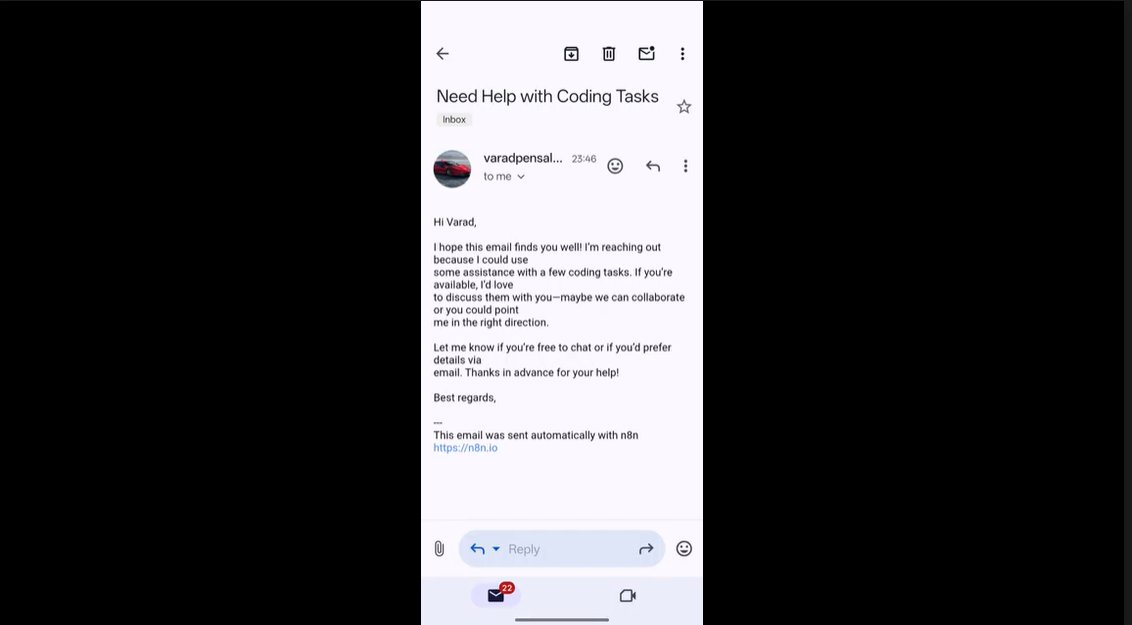 Need Help with Coding Tasks
Inbox
varadpensal... 23:46
to me
Hi Varad,
I hope this email finds you well! I'm reaching out
because I could use
some assistance with a few coding tasks. If you're
available, I'd love
to discuss them with you—maybe we can collaborate
or you could point
me in the right direction.
Let me know if you're free to chat or if you'd prefer
details via
email. Thanks in advance for your help!
Best regards,
---
This email was sent automatically with n8n
https://n8n.io
Reply
22